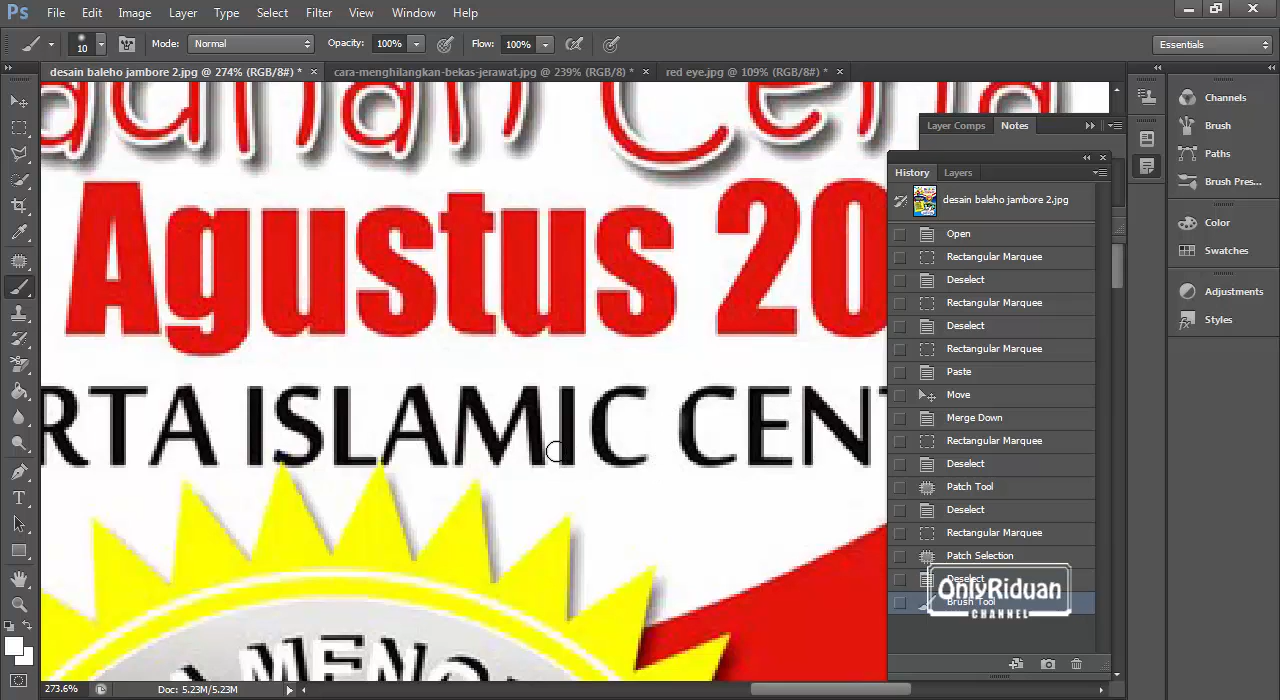 Ps File Edit Image Layer Type Select Filter View Window Help
10 Mode: Normal Opacity: 100% Flow: 100% Essentials
desain baleho jambore 2.jpg @ 274% (RGB/8#) * × cara-menghilangkan-bekas-jerawat.jpg @ 239% (RGB/8) * × red eye.jpg @ 109% (RGB/8#) * ×
Layer Comps Notes
History Layers
desain baleho jambore 2.jpg
Open
Rectangular Marquee
Deselect
Rectangular Marquee
Deselect
Rectangular Marquee
Paste
Move
Merge Down
Rectangular Marquee
Deselect
Patch Tool
Deselect
Rectangular Marquee
Patch Selection
Deselect
Brush Tool
Channels
Brush
Paths
Brush Pres...
Color
Swatches
Adjustments
Styles
Agustus 20
RTA ISLAMIC CENT
OnlyRiduan
CHANNEL
273.6% Doc: 5.23M/5.23M